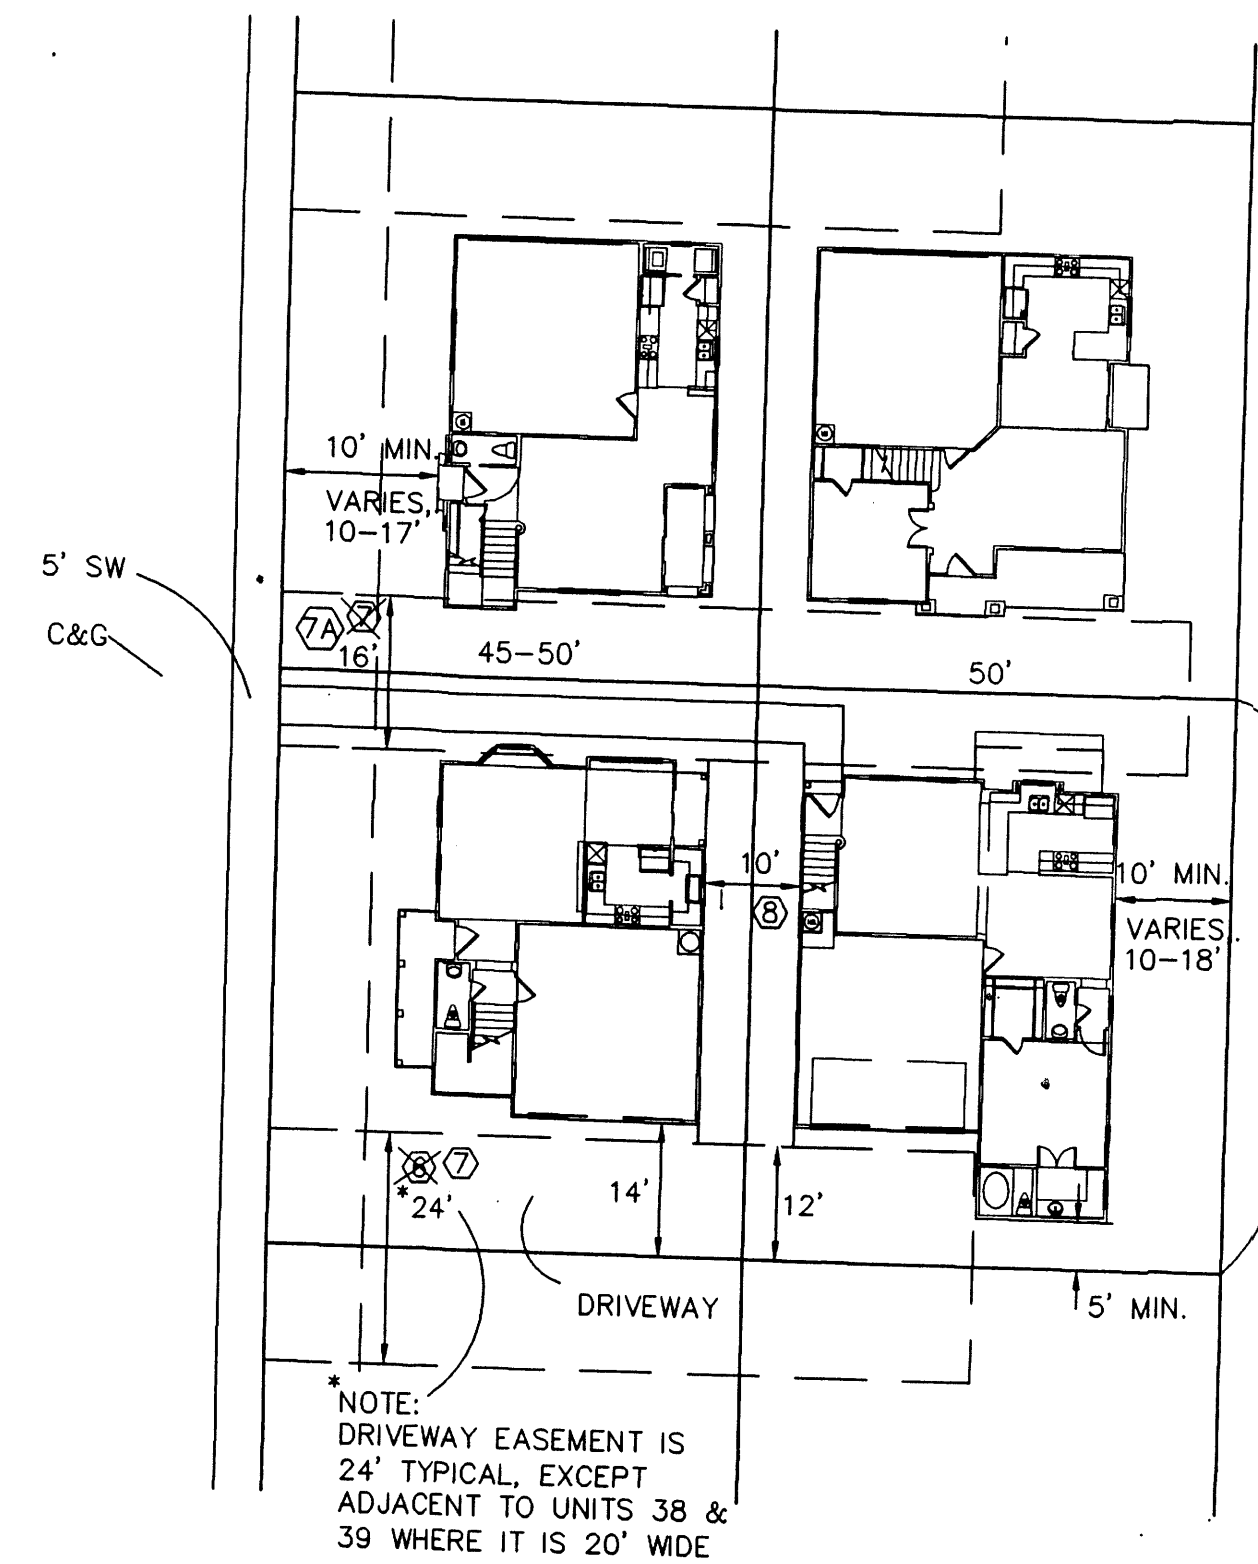 10' MIN.
VARIES,
10-17'
5' SW
C&G
7A
7
16'
45-50'
50'
10'
8
10' MIN.
VARIES.
10-18'
8
7
*24'
14'
12'
DRIVEWAY
5' MIN.
*NOTE:
DRIVEWAY EASEMENT IS
24' TYPICAL, EXCEPT
ADJACENT TO UNITS 38 &
39 WHERE IT IS 20' WIDE